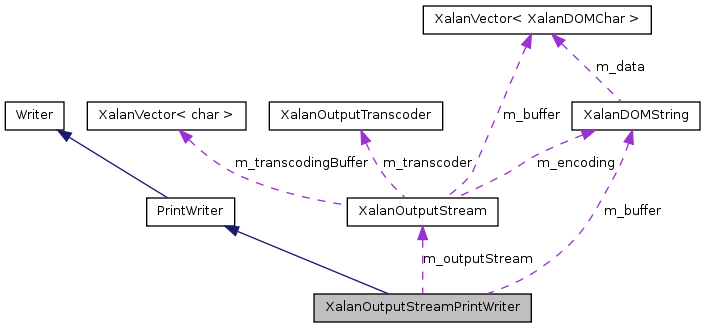 XalanVector< XalanDOMChar >
m_data
Writer
XalanVector< char >
XalanOutputTranscoder
m_buffer
XalanDOMString
m_transcodingBuffer
m_transcoder
m_encoding
PrintWriter
XalanOutputStream
m_buffer
m_outputStream
XalanOutputStreamPrintWriter